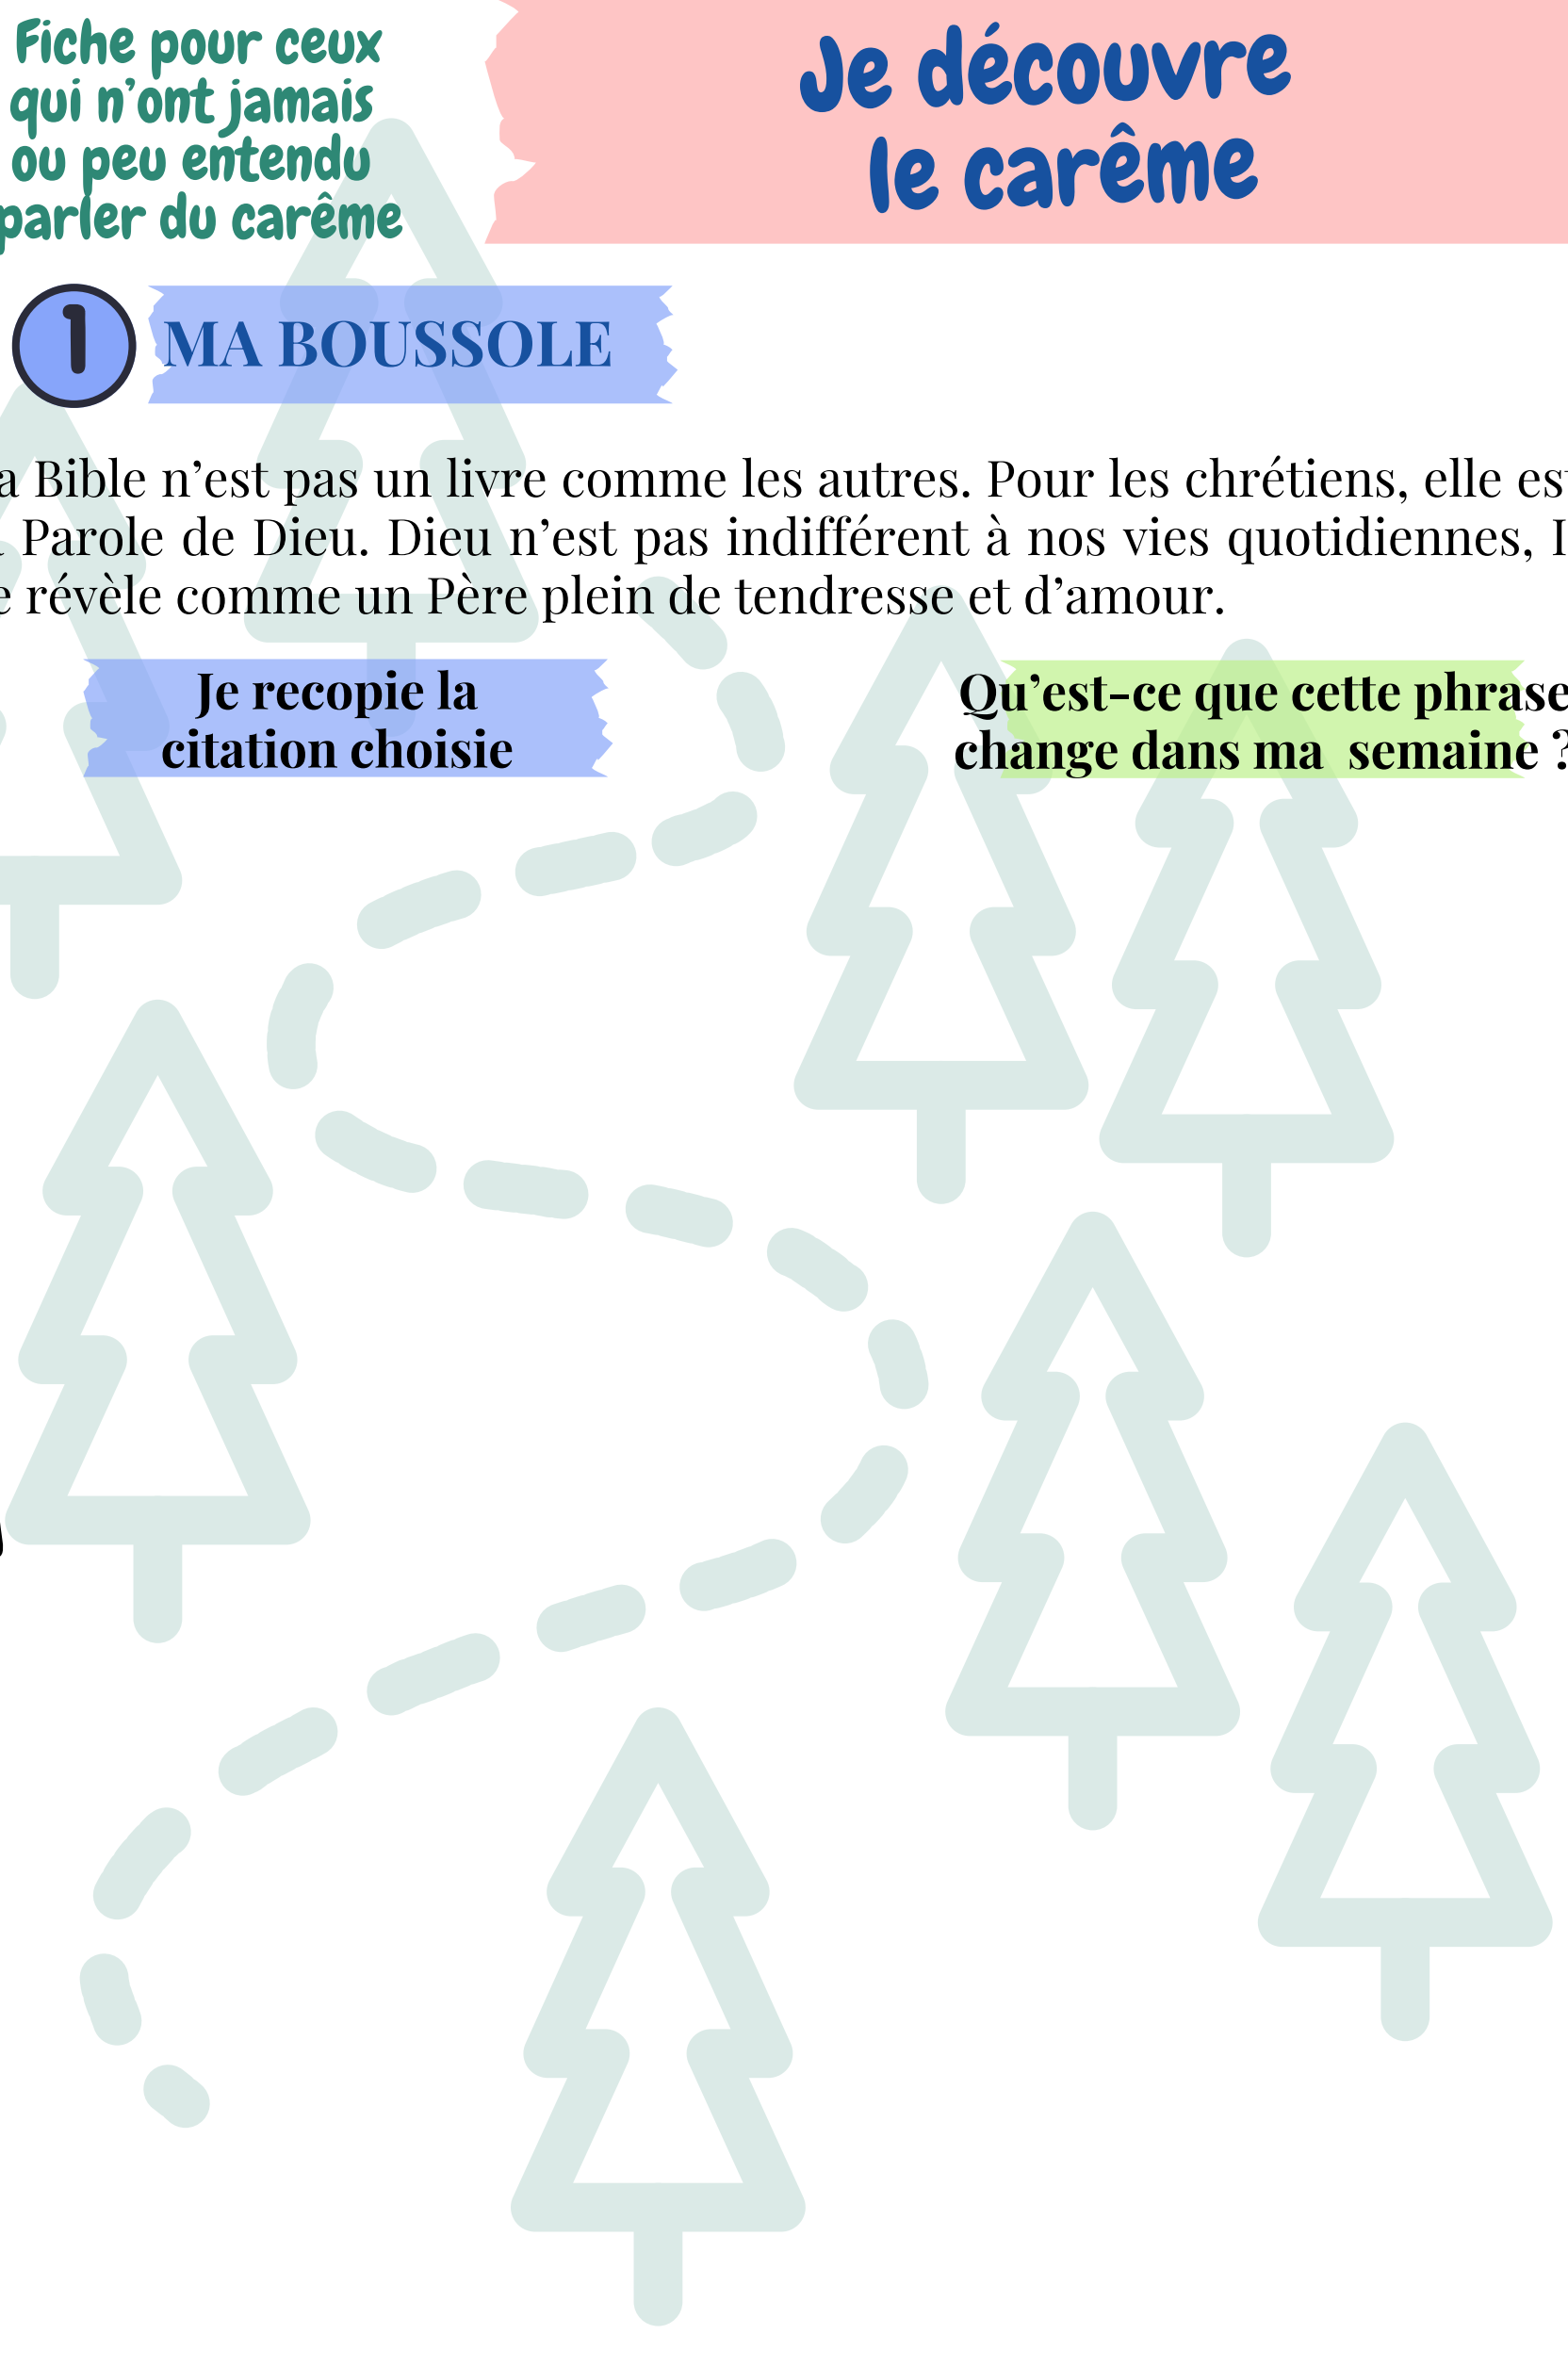 Fiche pour ceux
qui n'ont jamais
ou peu entendu
parler du carême
Je découvre
le carême
1
MA BOUSSOLE
a Bible n'est pas un livre comme les autres. Pour les chrétiens, elle est
Parole de Dieu. Dieu n'est pas indifférent à nos vies quotidiennes, I
e révèle comme un Père plein de tendresse et d'amour.
Je recopie la
citation choisie
Qu'est-ce que cette phrase
change dans ma semaine ?